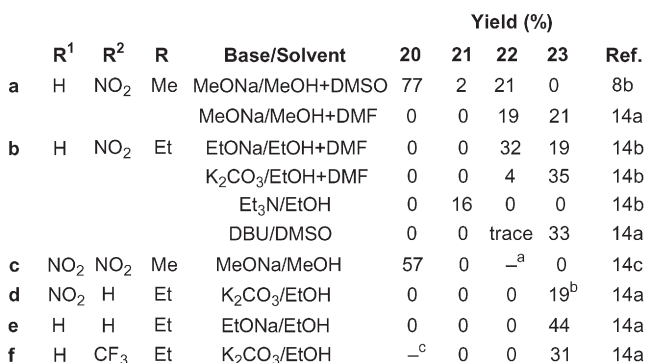 Yield (%)
R¹ R² R Base/Solvent 20 21 22 23 Ref.
a H NO₂ Me MeONa/MeOH+DMSO 77 2 21 0 8b
MeONa/MeOH+DMF 0 0 19 21 14a
b H NO₂ Et EtONa/EtOH+DMF 0 0 32 19 14b
K₂CO₃/EtOH+DMF 0 0 4 35 14b
Et₃N/EtOH 0 16 0 0 14b
DBU/DMSO 0 0 trace 33 14a
c NO₂ NO₂ Me MeONa/MeOH 57 0 –ᵃ 0 14c
d NO₂ H Et K₂CO₃/EtOH 0 0 0 19ᵇ 14a
e H H Et EtONa/EtOH 0 0 0 44 14a
f H CF₃ Et K₂CO₃/EtOH –ᶜ 0 0 31 14a